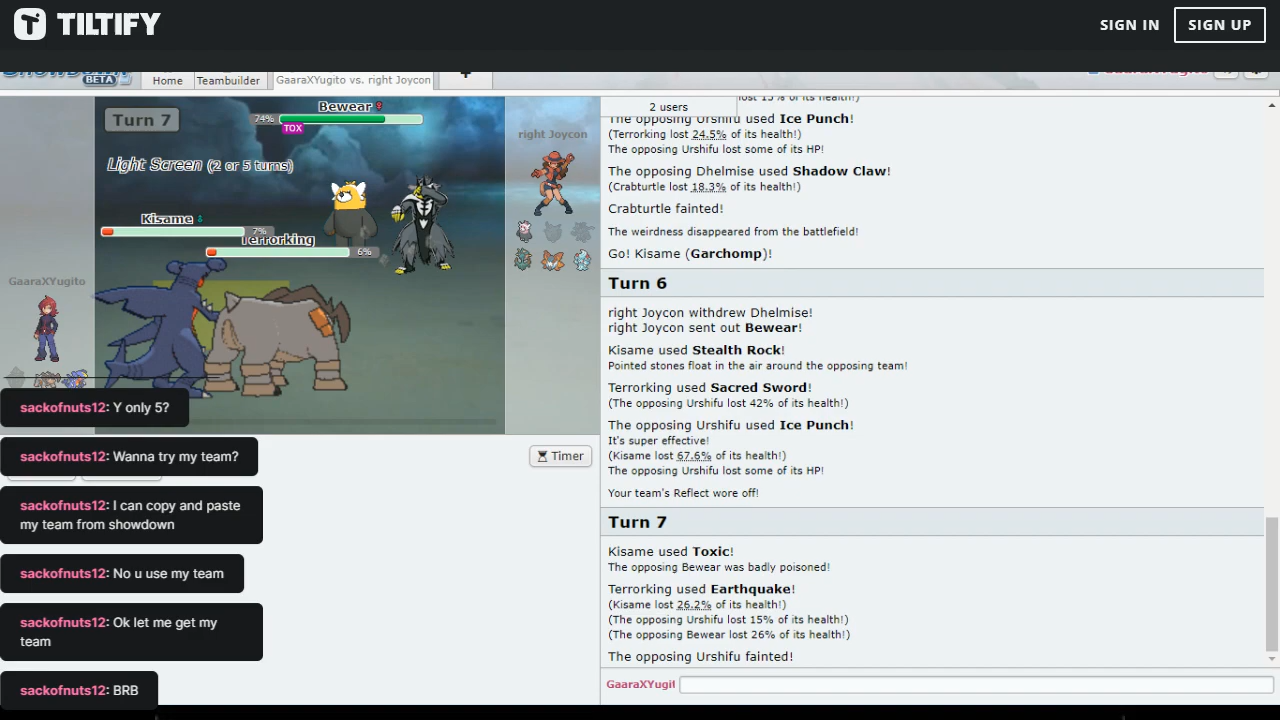 TILTIFY
SIGN IN
SIGN UP
BETA
Home
Teambuilder
GaaraXYugito vs. right Joycon
+
Turn 7
Bewear
74%
TOX
Light Screen (2 or 5 turns)
Kisame
7%
Terrorking
6%
right Joycon
GaaraXYugito
2 users
The opposing Urshifu used Ice Punch!
(Terrorking lost 24.5% of its health!)
The opposing Urshifu lost some of its HP!
The opposing Dhelmise used Shadow Claw!
(Crabturtle lost 18.3% of its health!)
Crabturtle fainted!
The weirdness disappeared from the battlefield!
Go! Kisame (Garchomp)!
Turn 6
right Joycon withdrew Dhelmise!
right Joycon sent out Bewear!
Kisame used Stealth Rock!
Pointed stones float in the air around the opposing team!
Terrorking used Sacred Sword!
(The opposing Urshifu lost 42% of its health!)
The opposing Urshifu used Ice Punch!
It's super effective!
(Kisame lost 67.6% of its health!)
The opposing Urshifu lost some of its HP!
Your team's Reflect wore off!
Turn 7
Kisame used Toxic!
The opposing Bewear was badly poisoned!
Terrorking used Earthquake!
(Kisame lost 26.2% of its health!)
(The opposing Urshifu lost 15% of its health!)
(The opposing Bewear lost 26% of its health!)
The opposing Urshifu fainted!
GaaraXYugit
Timer
sackofnuts12: Y only 5?
sackofnuts12: Wanna try my team?
sackofnuts12: I can copy and paste
my team from showdown
sackofnuts12: No u use my team
sackofnuts12: Ok let me get my
team
sackofnuts12: BRB